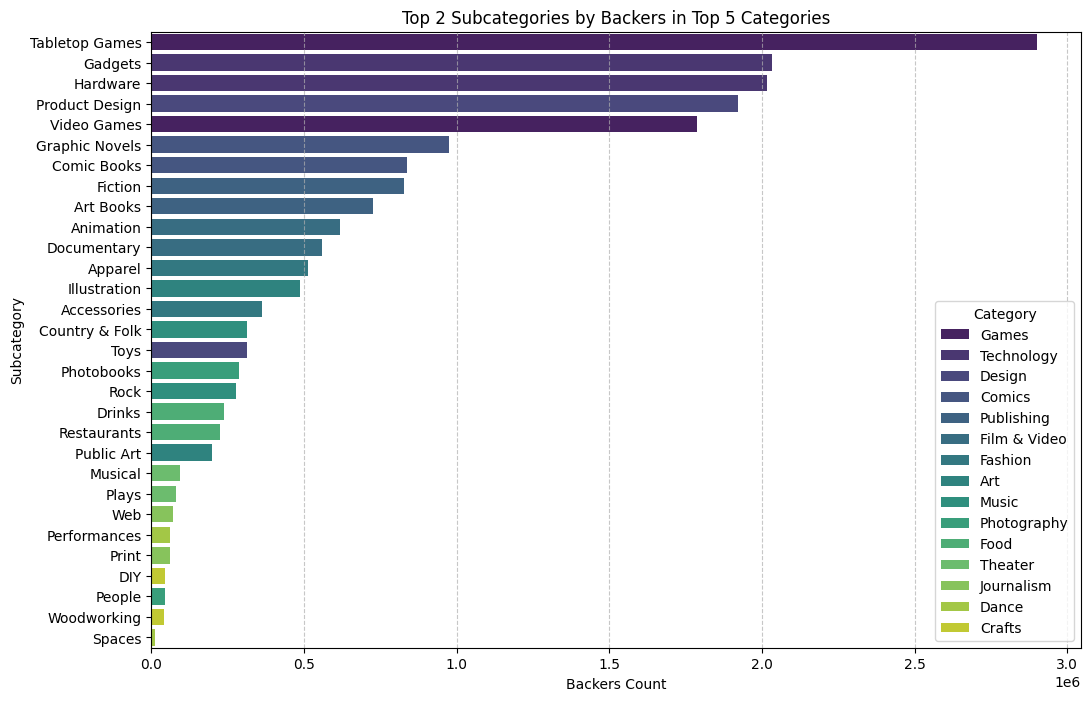 Top 2 Subcategories by Backers in Top 5 Categories
Subcategory
Tabletop Games
Gadgets
Hardware
Product Design
Video Games
Graphic Novels
Comic Books
Fiction
Art Books
Animation
Documentary
Apparel
Illustration
Accessories
Country & Folk
Toys
Photobooks
Rock
Drinks
Restaurants
Public Art
Musical
Plays
Web
Performances
Print
DIY
People
Woodworking
Spaces
Category
Games
Technology
Design
Comics
Publishing
Film & Video
Fashion
Art
Music
Photography
Food
Theater
Journalism
Dance
Crafts
0.0 0.5 1.0 1.5 2.0 2.5 3.0
1e6
Backers Count